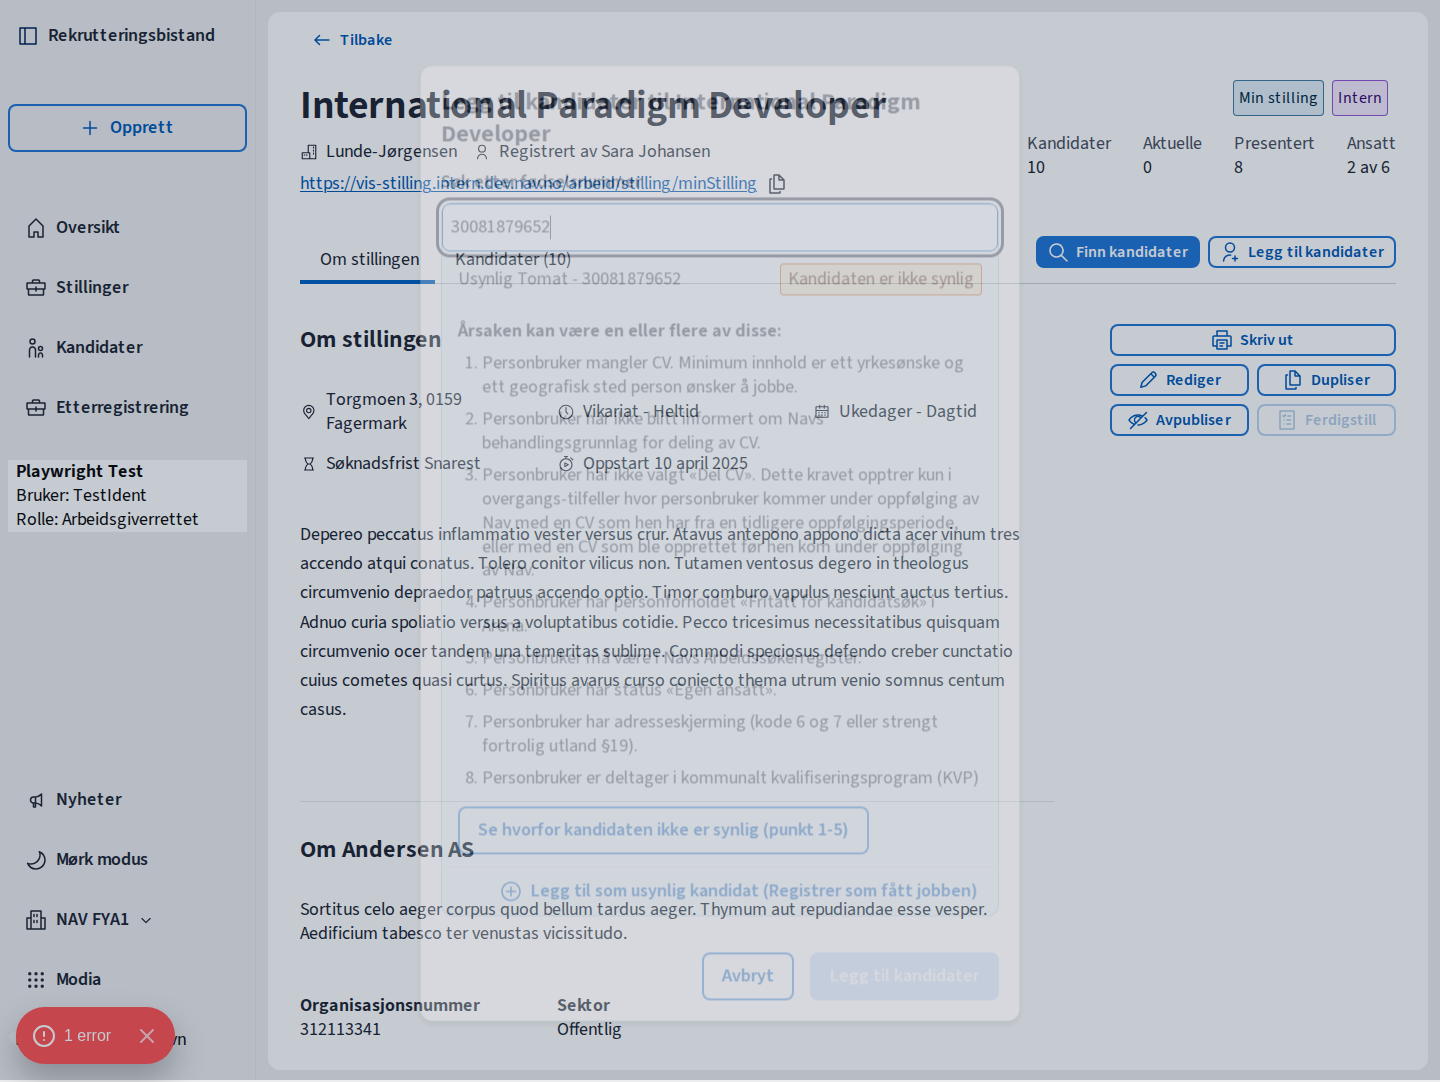 Rekrutteringsbistand
Opprett
Oversikt
Stillinger
Kandidater
Etterregistrering
Playwright Test
Bruker: TestIdent
Rolle: Arbeidsgiverrettet
Nyheter
Mørk modus
NAV FYA1
Modia
1 error
vn
Tilbake
International Paradigm Developer
Min stilling
Intern
Lunde-Jørgensen
Registrert av Sara Johansen
https://vis-stilling.intern.dev.nav.no/arbeid/stilling/minStilling
Kandidater
10
Aktuelle
0
Presentert
8
Ansatt
2 av 6
Om stillingen
Kandidater (10)
Finn kandidater
Legg til kandidater
Om stillingen
Skriv ut
Rediger
Dupliser
Avpubliser
Ferdigstill
Torgmoen 3, 0159
Fagermark
Vikariat - Heltid
Ukedager - Dagtid
Søknadsfrist Snarest
Oppstart 10 april 2025
Depereo peccatus inflammatio vester versus crur. Atavus antepono appono dicta acer vinum tres
accendo atqui conatus. Tolero conitor vilicus non. Tutamen ventosus degero in theologus
circumvenio depraedor patruus accendo optio. Timor comburo vapulus nesciunt auctus tertius.
Adnuo curia spoliatio versus a voluptatibus cotidie. Pecco tricesimus necessitatibus quisquam
circumvenio ocer tandem una temeritas sublime. Commodi speciosus defendo creber cunctatio
cuius cometes quasi curtus. Spiritus avarus curso coniecto thema utrum venio somnus centum
casus.
Om Andersen AS
Sortitus celo aeger corpus quod bellum tardus aeger. Thymum aut repudiandae esse vesper.
Aedificium tabesco ter venustas vicissitudo.
Organisasjonsnummer
312113341
Sektor
Offentlig
Legg til kandidater til International Paradigm
Developer
Søk etter fødselsnummer
30081879652
Usynlig Tomat - 30081879652
Kandidaten er ikke synlig
Årsaken kan være en eller flere av disse:
1. Personbruker mangler CV. Minimum innhold er ett yrkesønske og
ett geografisk sted person ønsker å jobbe.
2. Personbruker har ikke blitt informert om Navs
behandlingsgrunnlag for deling av CV.
3. Personbruker har ikke valgt «Del CV». Dette kravet opptrer kun i
overgangs-tilfeller hvor personbruker kommer under oppfølging av
Nav med en CV som hen har fra en tidligere oppfølgingsperiode,
eller med en CV som ble opprettet før hen kom under oppfølging
av Nav.
4. Personbruker har personforholdet «Fritatt for kandidatsøk» i
Arena.
5. Personbruker må være i Navs Arbeidssøkerregister.
6. Personbruker har status «Egen ansatt».
7. Personbruker har adresseskjerming (kode 6 og 7 eller strengt
fortrolig utland §19).
8. Personbruker er deltager i kommunalt kvalifiseringsprogram (KVP)
Se hvorfor kandidaten ikke er synlig (punkt 1-5)
Legg til som usynlig kandidat (Registrer som fått jobben)
Avbryt
Legg til kandidater